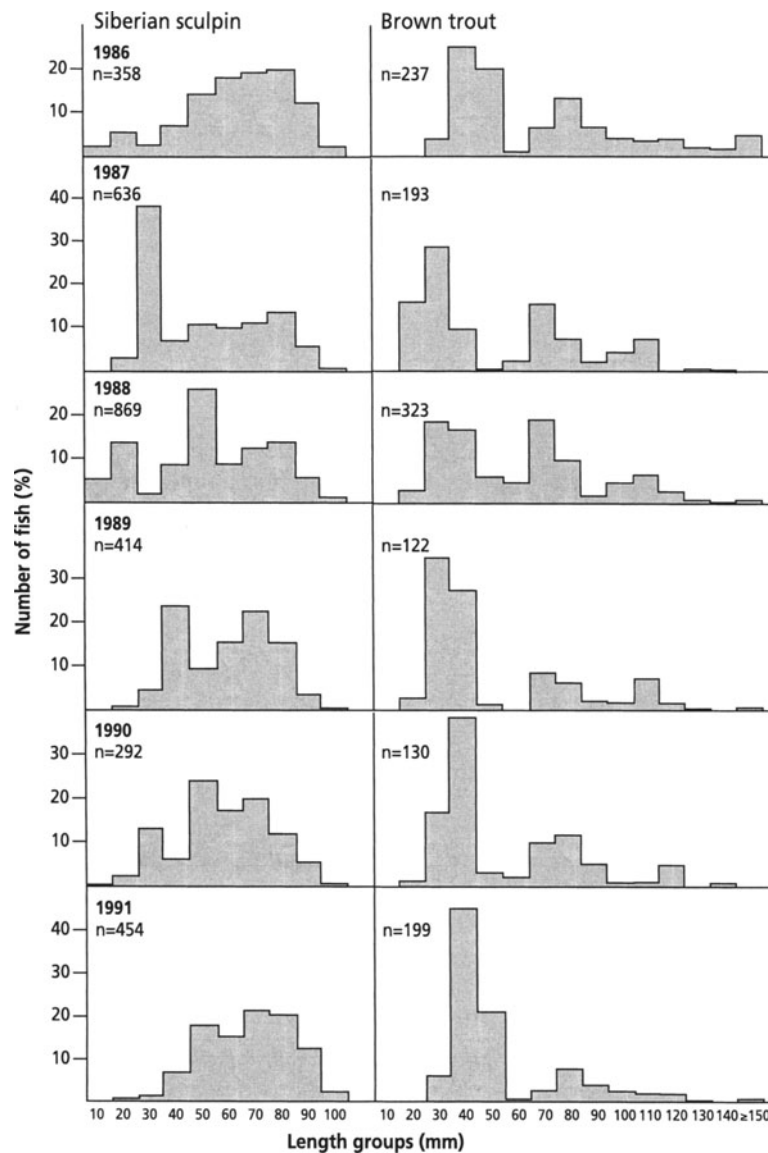 Siberian sculpin
Brown trout
1986
n=358
n=237
20
10
1987
n=636
n=193
40
30
20
10
1988
n=869
n=323
20
10
1989
n=414
n=122
30
20
10
1990
n=292
n=130
30
20
10
1991
n=454
n=199
40
30
20
10
Number of fish (%)
10 20 30 40 50 60 70 80 90 100 10 20 30 40 50 60 70 80 90 100 110 120 130 140 ≥150
Length groups (mm)